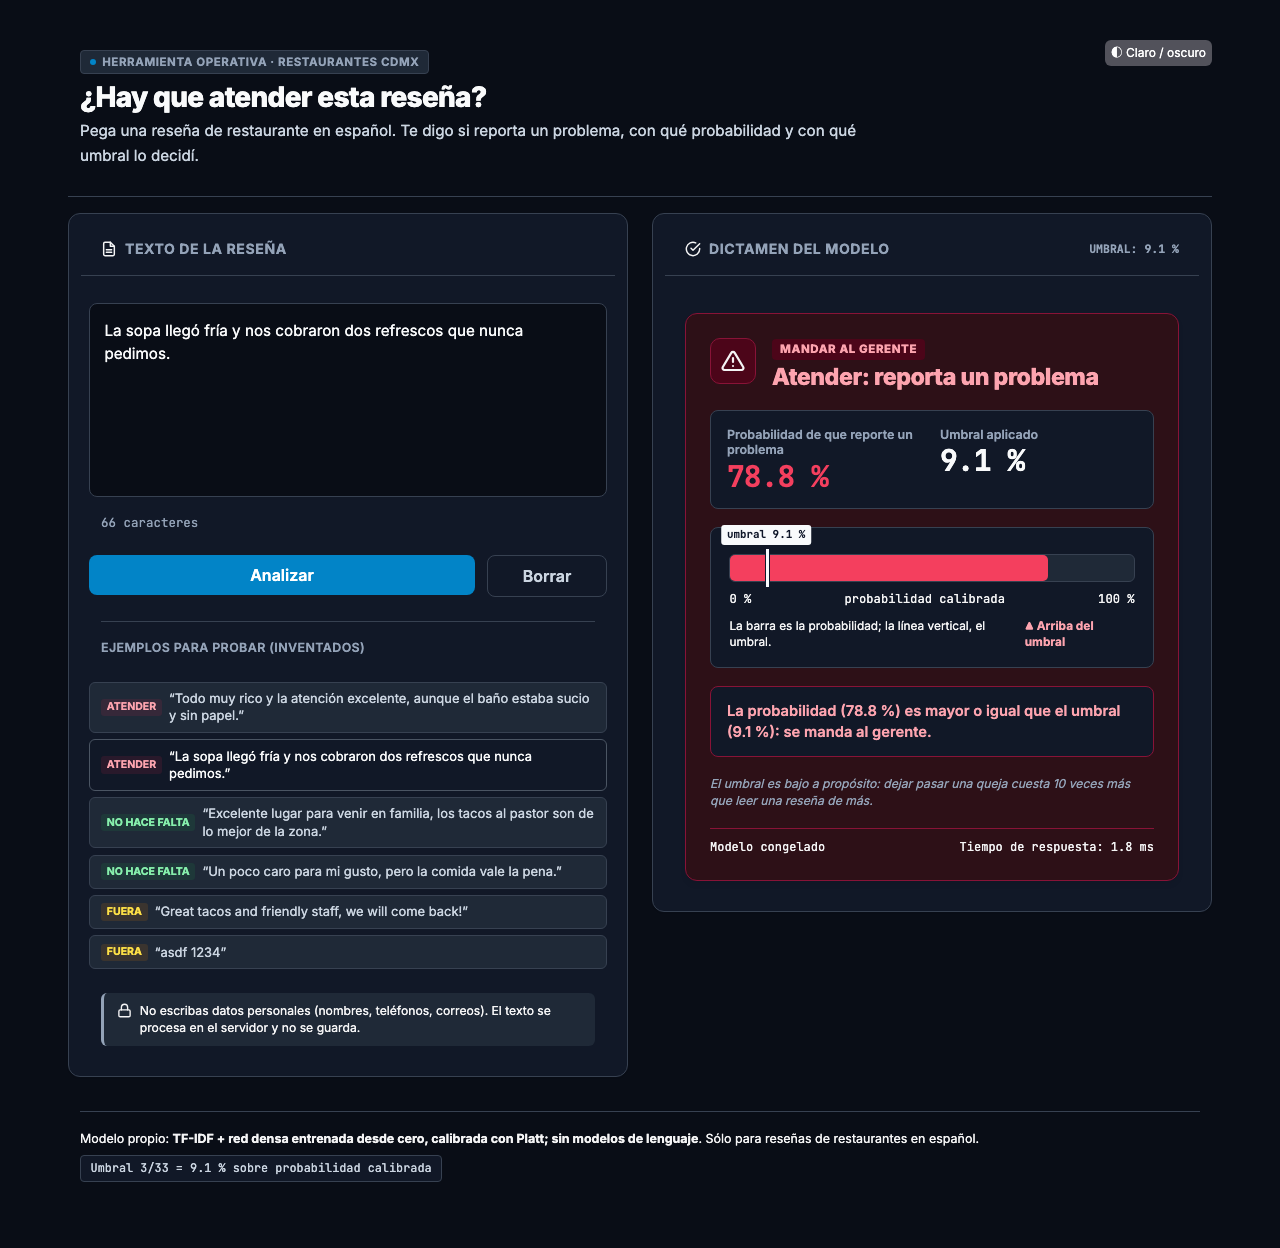 HERRAMIENTA OPERATIVA · RESTAURANTES CDMX
Claro / oscuro
¿Hay que atender esta reseña?
Pega una reseña de restaurante en español. Te digo si reporta un problema, con qué probabilidad y con qué
umbral lo decidí.
TEXTO DE LA RESEÑA
La sopa llegó fría y nos cobraron dos refrescos que nunca
pedimos.
66 caracteres
Analizar
Borrar
EJEMPLOS PARA PROBAR (INVENTADOS)
ATENDER
“Todo muy rico y la atención excelente, aunque el baño estaba sucio
y sin papel.”
ATENDER
“La sopa llegó fría y nos cobraron dos refrescos que nunca
pedimos.”
NO HACE FALTA
“Excelente lugar para venir en familia, los tacos al pastor son de
lo mejor de la zona.”
NO HACE FALTA
“Un poco caro para mi gusto, pero la comida vale la pena.”
FUERA
“Great tacos and friendly staff, we will come back!”
FUERA
“asdf 1234”
No escribas datos personales (nombres, teléfonos, correos). El texto se
procesa en el servidor y no se guarda.
DICTAMEN DEL MODELO
UMBRAL: 9.1 %
MANDAR AL GERENTE
Atender: reporta un problema
Probabilidad de que reporte un
problema
78.8 %
Umbral aplicado
9.1 %
umbral 9.1 %
0 %
probabilidad calibrada
100 %
La barra es la probabilidad; la línea vertical, el
umbral.
▲ Arriba del
umbral
La probabilidad (78.8 %) es mayor o igual que el umbral
(9.1 %): se manda al gerente.
El umbral es bajo a propósito: dejar pasar una queja cuesta 10 veces más
que leer una reseña de más.
Modelo congelado
Tiempo de respuesta: 1.8 ms
Modelo propio: TF-IDF + red densa entrenada desde cero, calibrada con Platt; sin modelos de lenguaje. Sólo para reseñas de restaurantes en español.
Umbral 3/33 = 9.1 % sobre probabilidad calibrada